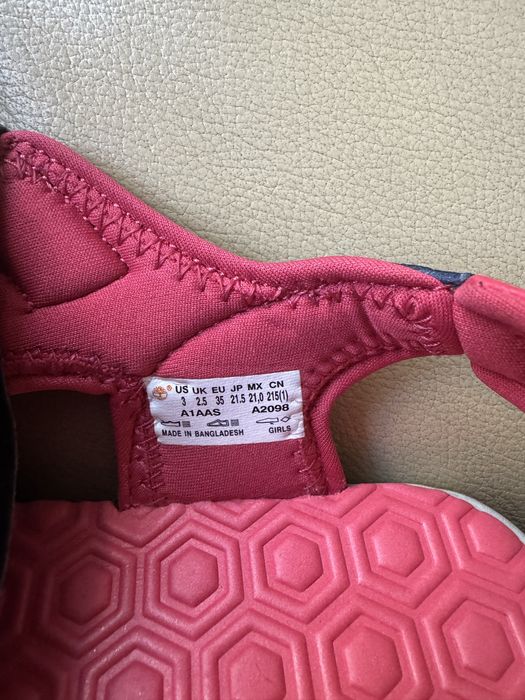 US UK EU JP MX CN
3 2.5 35 21.5 21,0 215(1)
A1AAS A2098
MADE IN BANGLADESH GIRLS